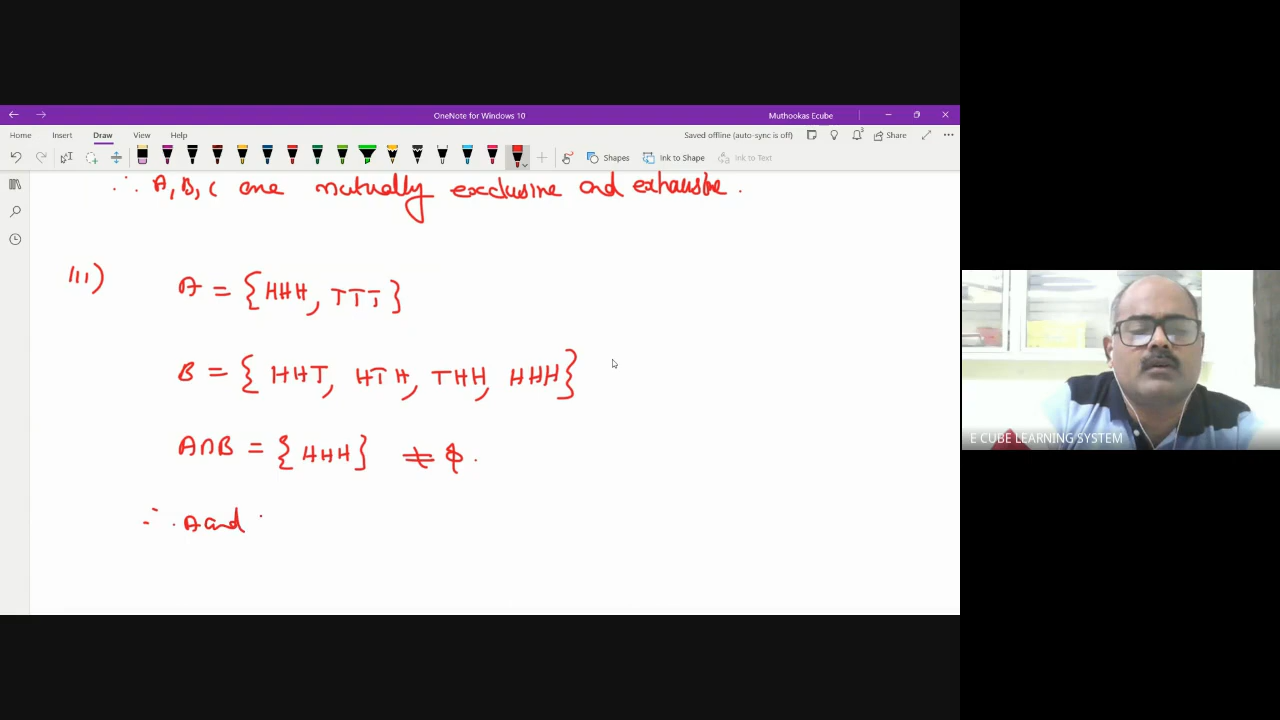 OneNote for Windows 10
Muthookas Ecube
Home Insert Draw View Help
Saved offline (auto-sync is off)
Share
Shapes
Ink to Shape
Ink to Text
∴ A, B, C are mutually exclusive and exhaustive.
III)
A = {HHH, TTT}
B = {HHT, HTH, THH, HHH}
A∩B = {HHH} ≠ φ.
∴ A and
E CUBE LEARNING SYSTEM